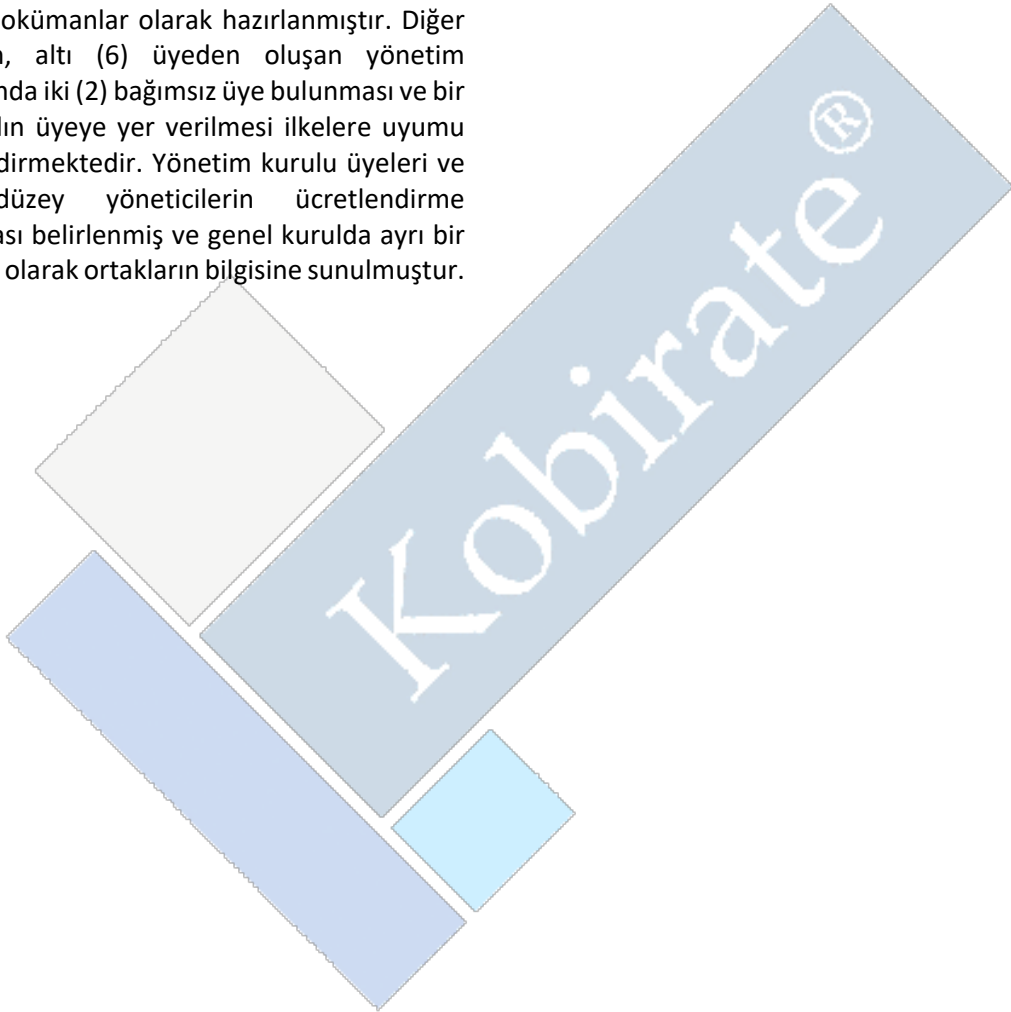 okümanlar olarak hazırlanmıştır. Diğer
altı (6) üyeden oluşan yönetim
nda iki (2) bağımsız üye bulunması ve bir
dın üyeye yer verilmesi ilkelere uyumu
dirmektedir. Yönetim kurulu üyeleri ve
düzey yöneticilerin ücretlendirme
ası belirlenmiş ve genel kurulda ayrı bir
olarak ortakların bilgisine sunulmuştur.
Kobirate ®